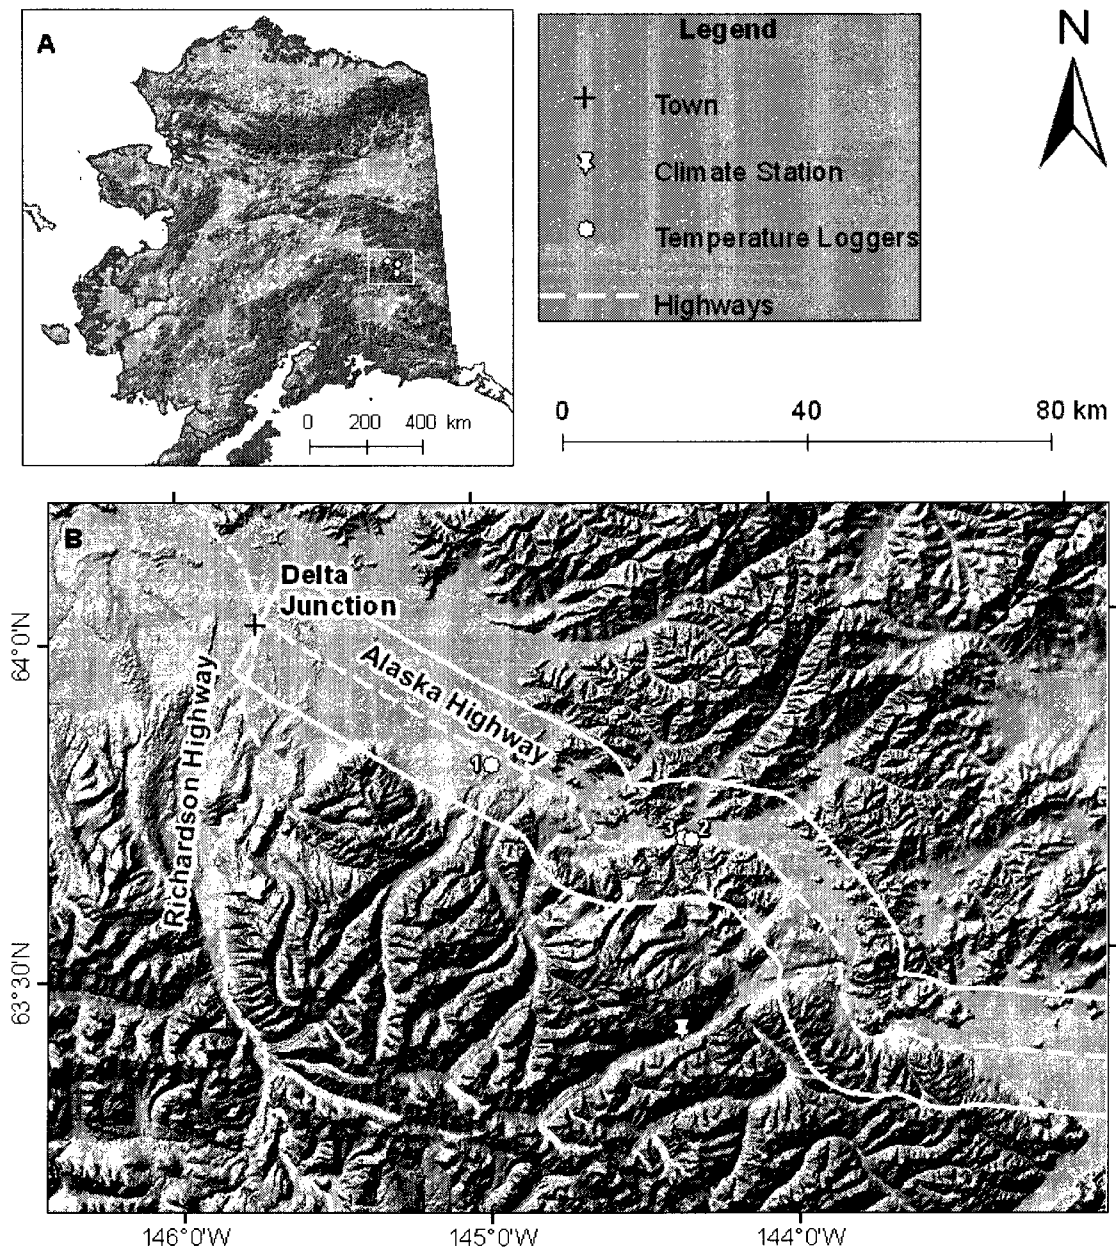 A
0 200 400 km
Legend
Town
Climate Station
Temperature Loggers
Highways
N
0 40 80 km
B
Delta
Junction
Alaska Highway
Richardson Highway
1
3 2
64°0'N
63°30'N
146°0'W 145°0'W 144°0'W